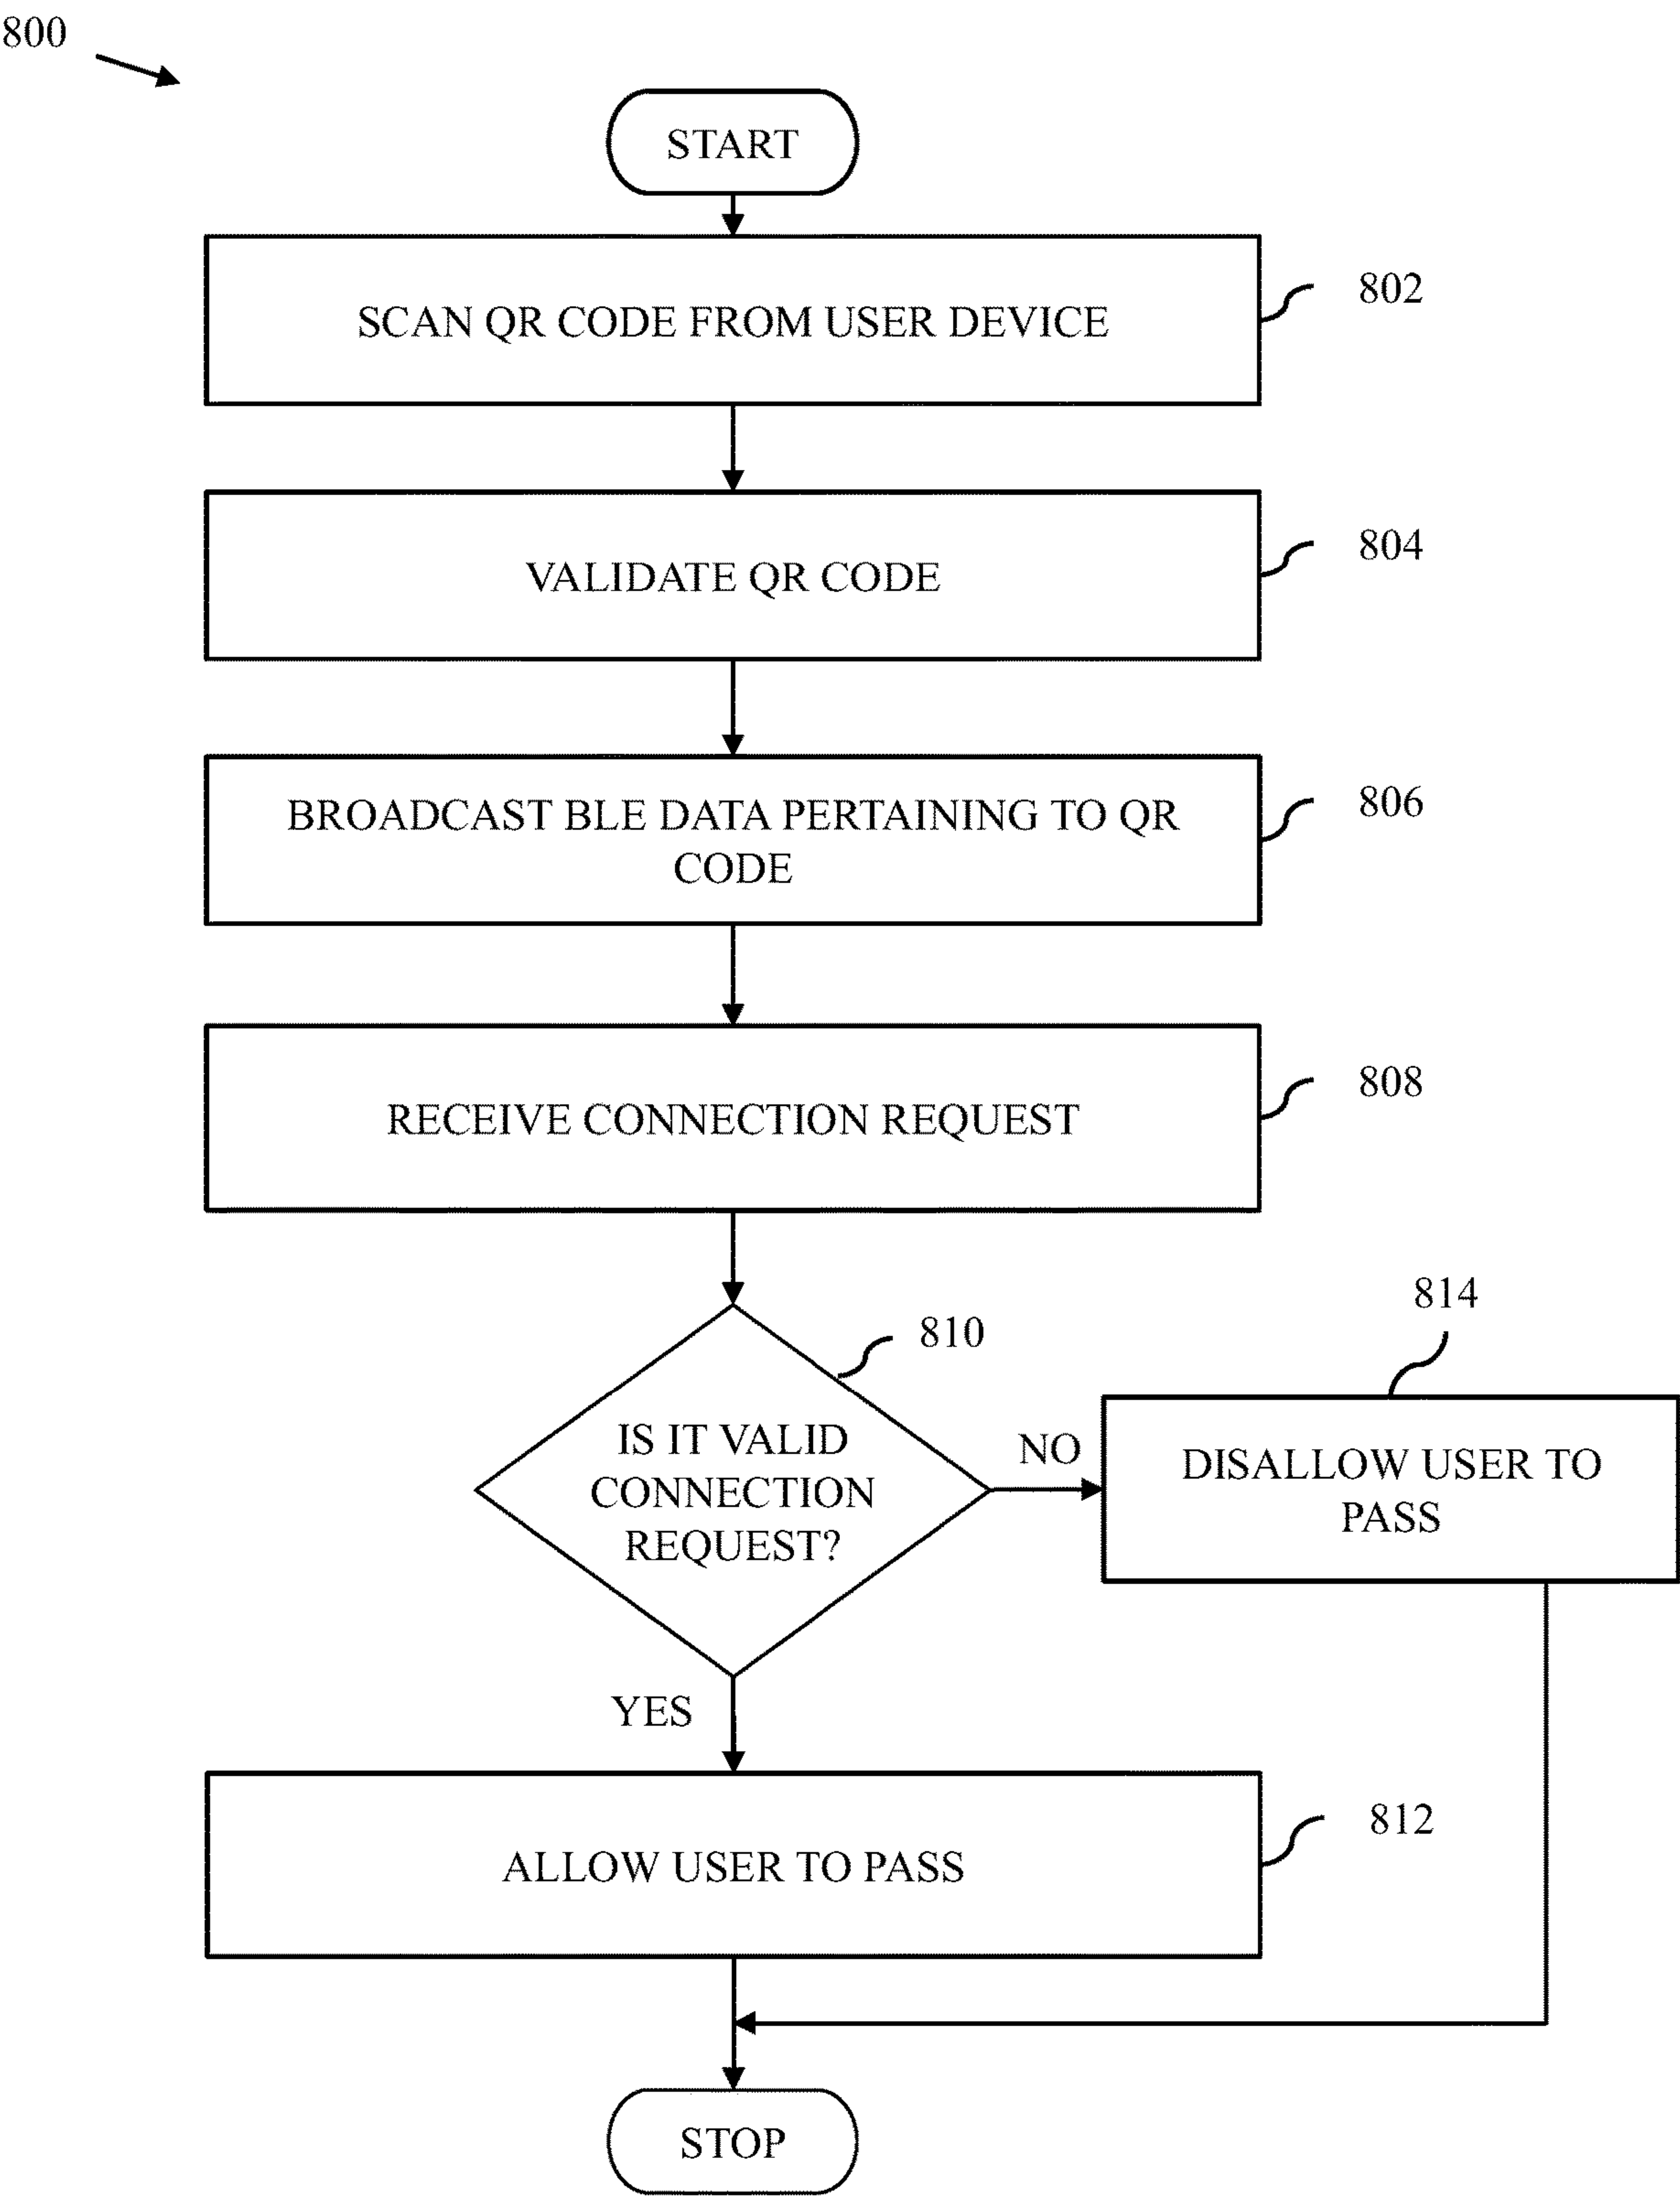 800
START
SCAN QR CODE FROM USER DEVICE
802
VALIDATE QR CODE
804
BROADCAST BLE DATA PERTAINING TO QR
CODE
806
RECEIVE CONNECTION REQUEST
808
810
IS IT VALID
CONNECTION
REQUEST?
NO
814
DISALLOW USER TO
PASS
YES
ALLOW USER TO PASS
812
STOP